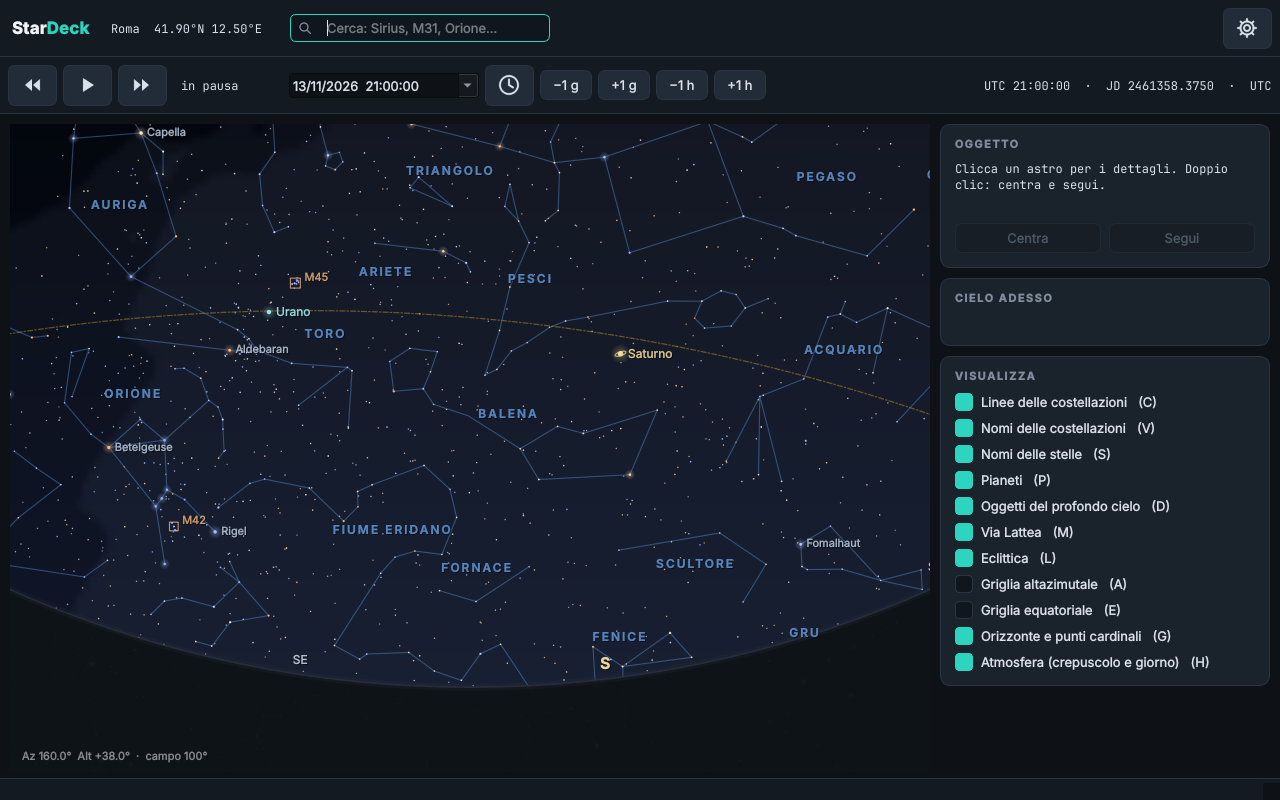 StarDeck
Roma 41.90°N 12.50°E
Cerca: Sirius, M31, Orione...
in pausa
13/11/2026 21:00:00
−1 g
+1 g
−1 h
+1 h
UTC 21:00:00 · JD 2461358.3750 · UTC
Capella
TRIANGOLO
PEGASO
AURIGA
M45
ARIETE
PESCI
Urano
TORO
Aldebaran
Saturno
ACQUARIO
ORIONE
BALENA
Betelgeuse
M42
Rigel
FIUME ERIDANO
Fomalhaut
FORNACE
SCULTORE
FENICE
GRU
SE
S
Az 160.0° Alt +38.0° · campo 100°
OGGETTO
Clicca un astro per i dettagli. Doppio
clic: centra e segui.
Centra
Segui
CIELO ADESSO
VISUALIZZA
Linee delle costellazioni (C)
Nomi delle costellazioni (V)
Nomi delle stelle (S)
Pianeti (P)
Oggetti del profondo cielo (D)
Via Lattea (M)
Eclittica (L)
Griglia altazimutale (A)
Griglia equatoriale (E)
Orizzonte e punti cardinali (G)
Atmosfera (crepuscolo e giorno) (H)